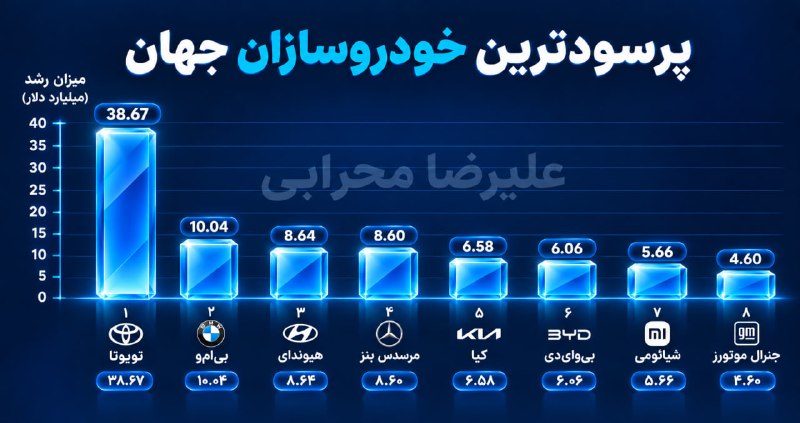 پرسودترین خودروسازان جهان
میزان رشد
(میلیارد دلار)
40
35
30
25
20
15
10
5
0
38.67
10.04
8.64
8.60
6.58
6.06
5.66
4.60
علیرضا محرابی
۱
۲
۳
۴
۵
۶
۷
۸
BMW
KIA
BYD
mi
gm
تویوتا
بی‌ام‌و
هیوندای
مرسدس بنز
کیا
بی‌وای‌دی
شیائومی
جنرال موتورز
۳۸.۶۷
۱۰.۰۴
۸.۶۴
۸.۶۰
۶.۵۸
۶.۰۶
۵.۶۶
۴.۶۰